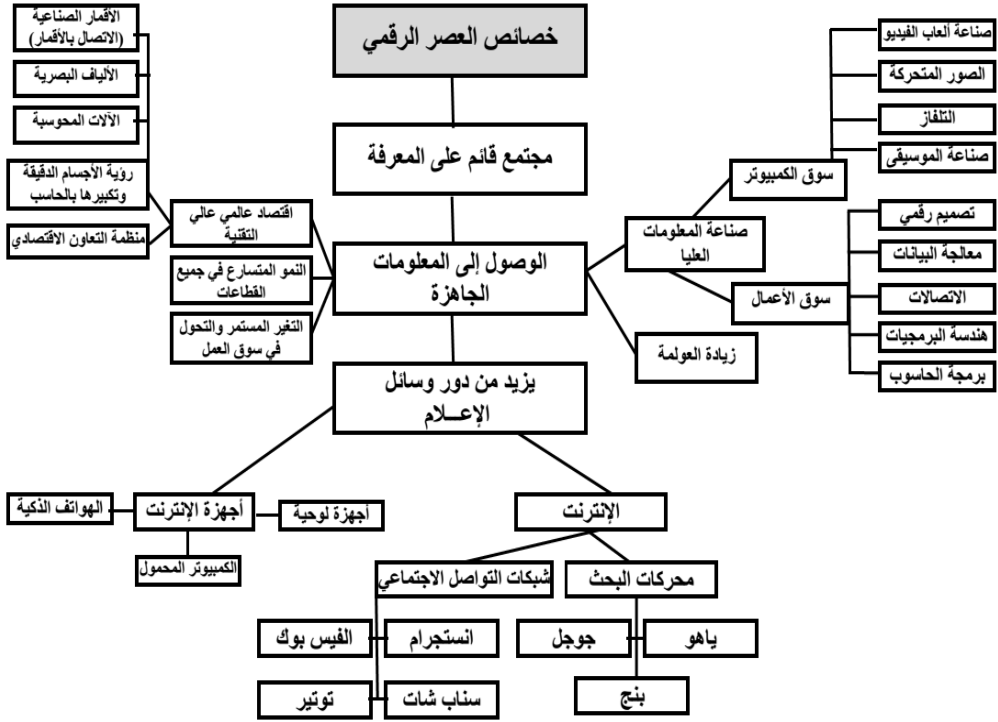 خصائص العصر الرقمي
مجتمع قائم على المعرفة
الوصول إلى المعلومات
الجاهزة
يزيد من دور وسائل
الإعـــلام
صناعة ألعاب الفيديو
الصور المتحركة
التلفاز
صناعة الموسيقى
سوق الكمبيوتر
صناعة المعلومات
العليا
سوق الأعمال
تصميم رقمي
معالجة البيانات
الاتصالات
هندسة البرمجيات
برمجة الحاسوب
زيادة العولمة
الأقمار الصناعية
(الاتصال بالأقمار)
الألياف البصرية
الآلات المحوسبة
رؤية الأجسام الدقيقة
وتكبيرها بالحاسب
منظمة التعاون الاقتصادي
اقتصاد عالمي عالي
التقنية
النمو المتسارع في جميع
القطاعات
التغير المستمر والتحول
في سوق العمل
الإنترنت
محركات البحث
ياهو
جوجل
بنج
شبكات التواصل الاجتماعي
انستجرام
الفيس بوك
سناب شات
توتير
أجهزة لوحية
أجهزة الإنترنت
الهواتف الذكية
الكمبيوتر المحمول